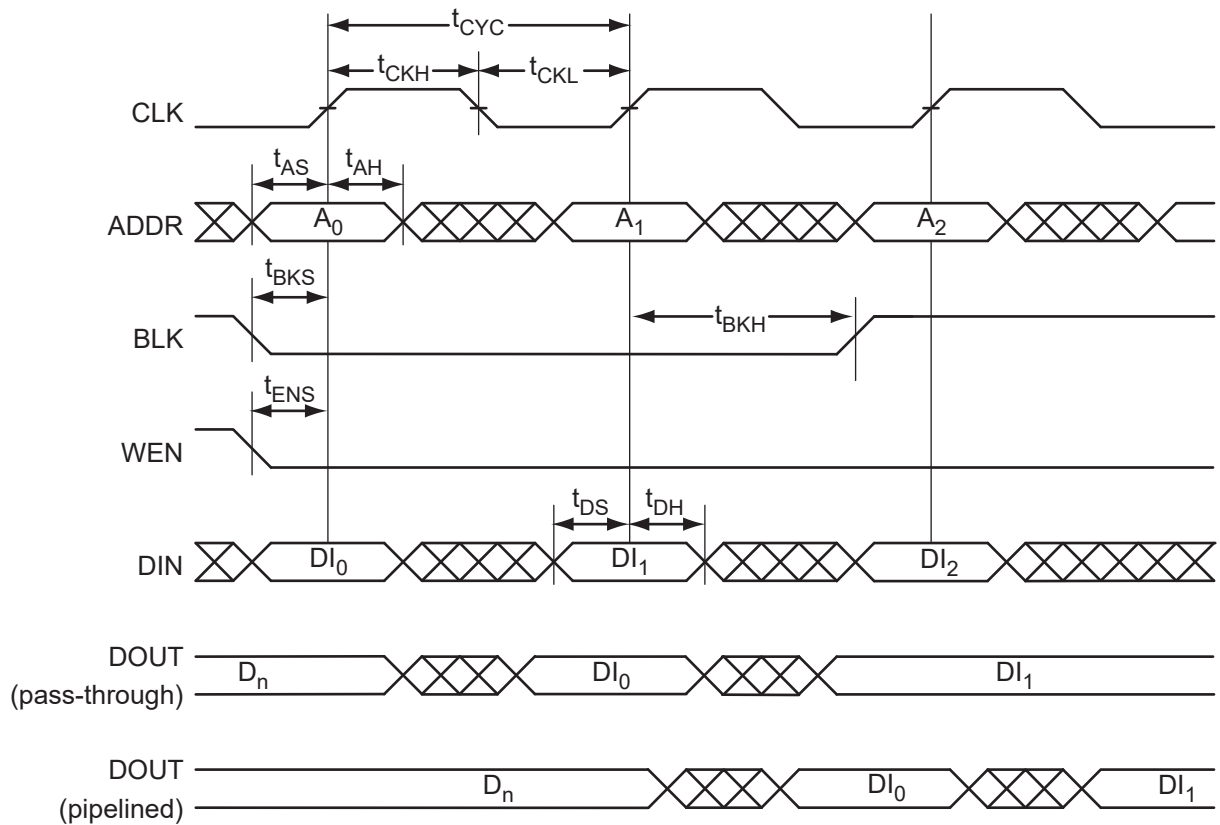 tCYC
tCKH tCKL
CLK
tAS tAH
ADDR A0 A1 A2
tBKS
tBKH
BLK
tENS
WEN
tDS tDH
DIN DI0 DI1 DI2
DOUT
(pass-through)
Dn DI0 DI1
DOUT
(pipelined)
Dn DI0 DI1